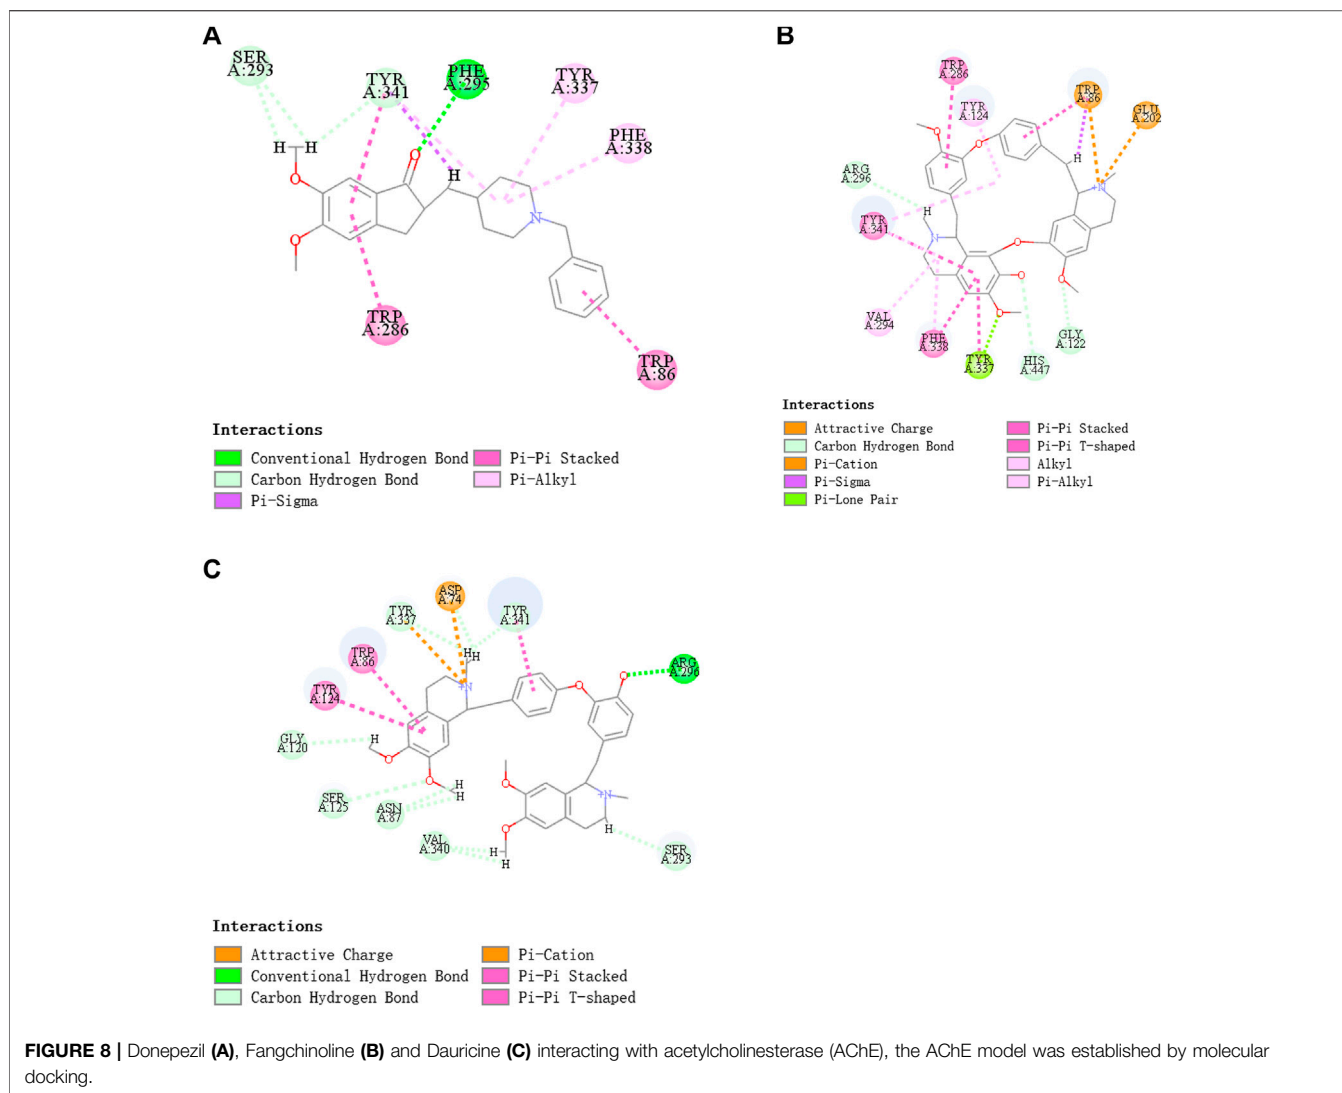 A
SER
A:293
TYR
A:341
PHE
A:295
TYR
A:337
PHE
A:338
H
H
H
O
O
O
N
TRP
A:286
TRP
A:86
Interactions
Conventional Hydrogen Bond
Carbon Hydrogen Bond
Pi-Sigma
Pi-Pi Stacked
Pi-Alkyl
B
TRP
A:286
TYR
A:124
TRP
A:86
GLU
A:202
ARG
A:296
TYR
A:341
H
H
O
O
+N
N
O
O
O
O
VAL
A:294
PHE
A:338
TYR
A:337
HIS
A:447
GLY
A:122
Interactions
Attractive Charge
Carbon Hydrogen Bond
Pi-Cation
Pi-Sigma
Pi-Lone Pair
Pi-Pi Stacked
Pi-Pi T-shaped
Alkyl
Pi-Alkyl
C
TYR
A:337
ASP
A:74
TYR
A:341
TRP
A:86
TYR
A:124
ARG
A:296
GLY
A:120
SER
A:125
ASN
A:87
VAL
A:340
SER
A:293
HH
+N
O
O
H
O
O
H
H
O
+N
O
H
H
H
Interactions
Attractive Charge
Conventional Hydrogen Bond
Carbon Hydrogen Bond
Pi-Cation
Pi-Pi Stacked
Pi-Pi T-shaped
FIGURE 8 | Donepezil (A), Fangchinoline (B) and Dauricine (C) interacting with acetylcholinesterase (AChE), the AChE model was established by molecular
docking.